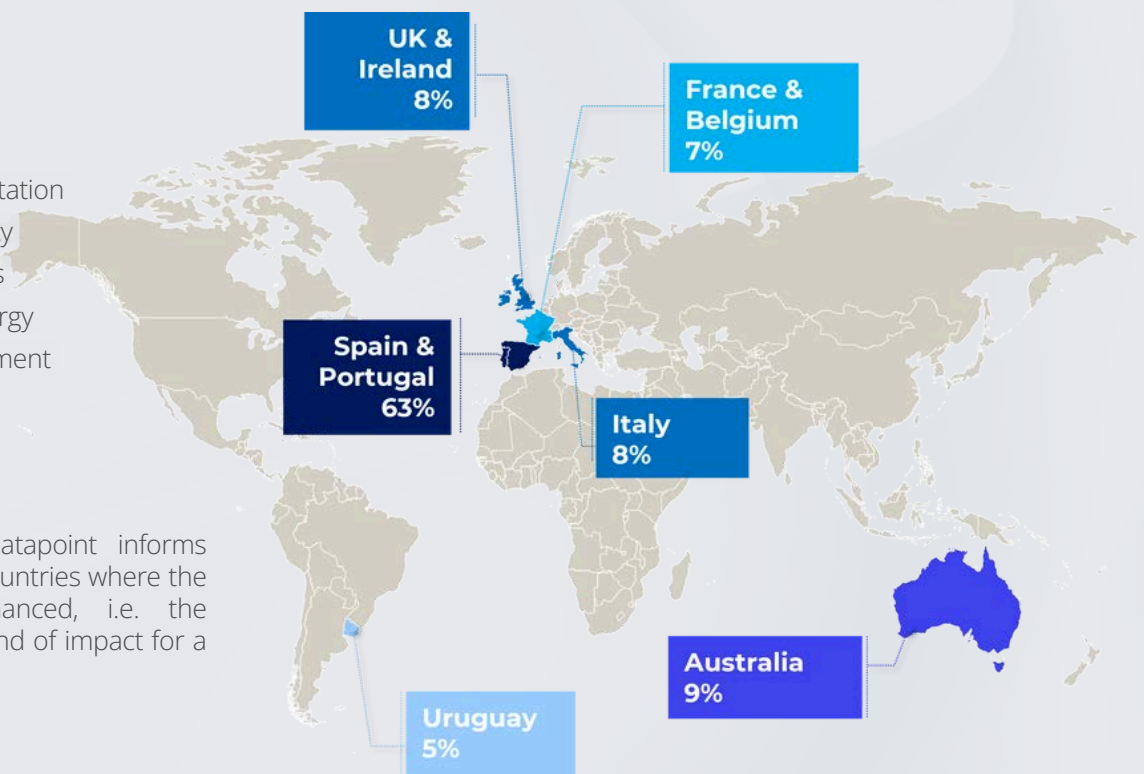 UK &
Ireland
8%
France &
Belgium
7%
Spain &
Portugal
63%
Italy
8%
Australia
9%
Uruguay
5%
atapoint informs
untries where the
anced, i.e. the
nd of impact for a
tation
y
s
rgy
ment